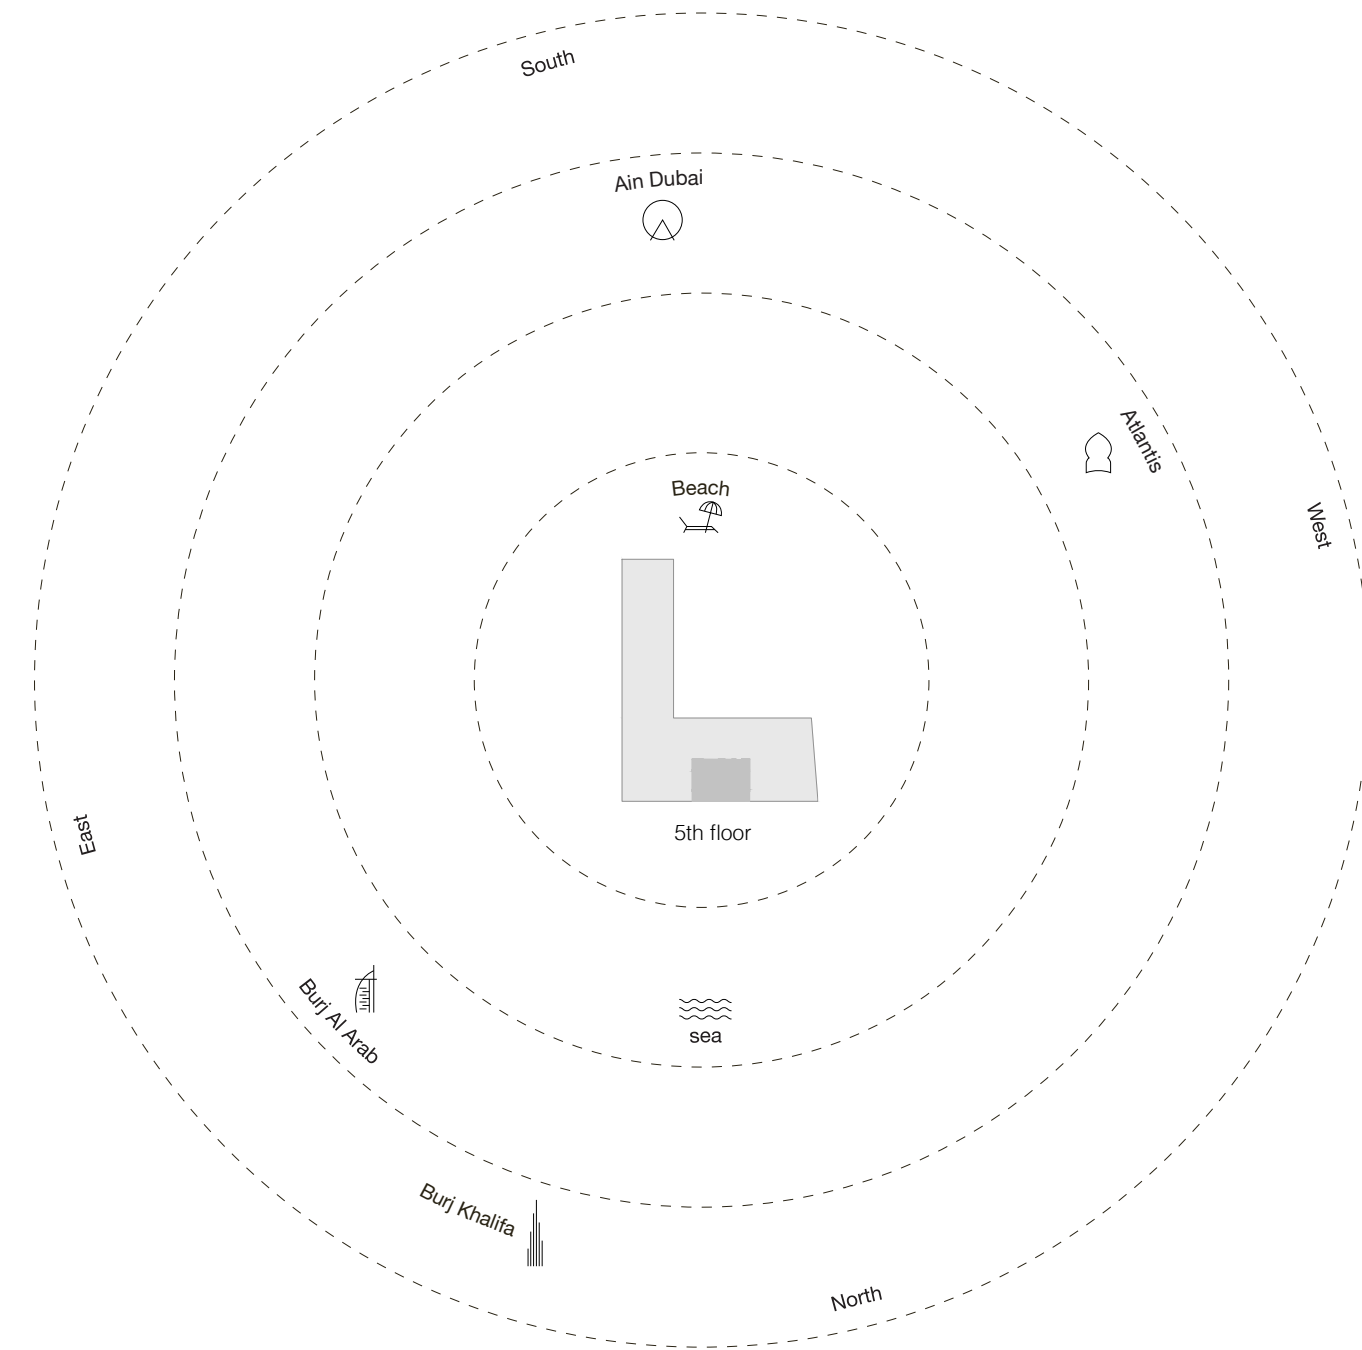 South
Ain Dubai
Atlantis
Beach
West
East
5th floor
Burj Al Arab
sea
Burj Khalifa
North